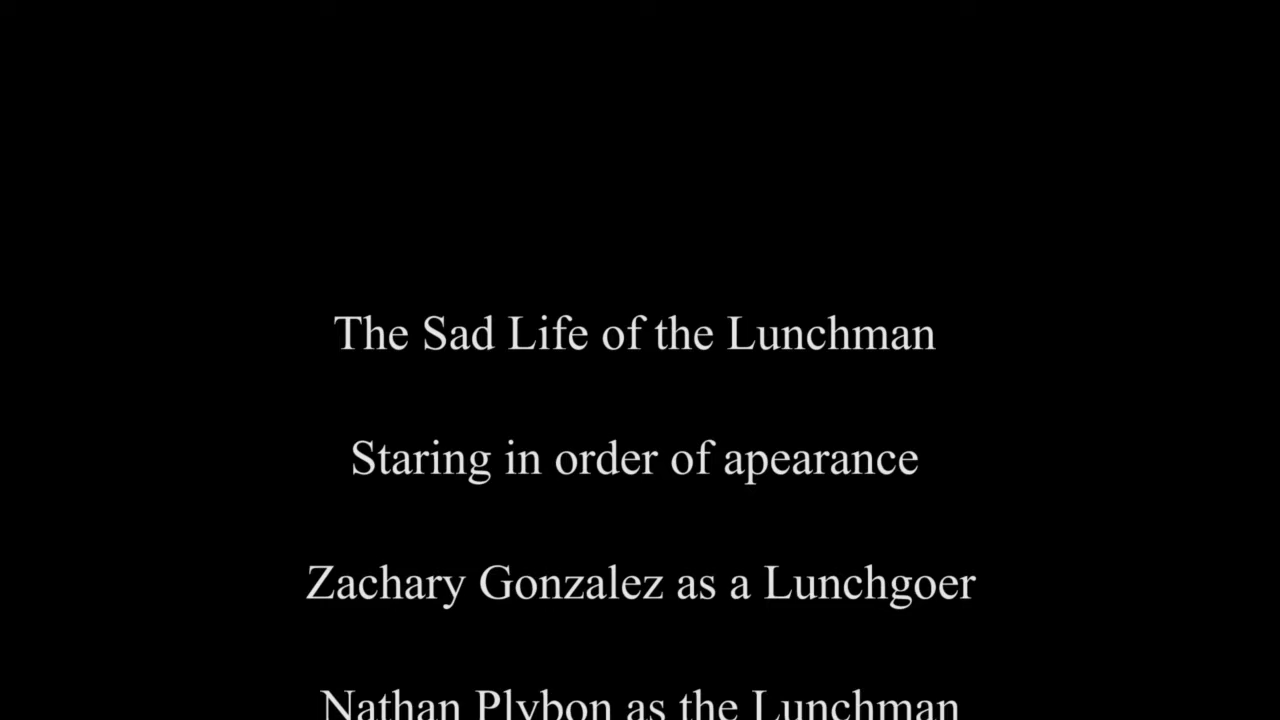 The Sad Life of the Lunchman
Staring in order of apearance
Zachary Gonzalez as a Lunchgoer
Nathan Plybon as the Lunchman